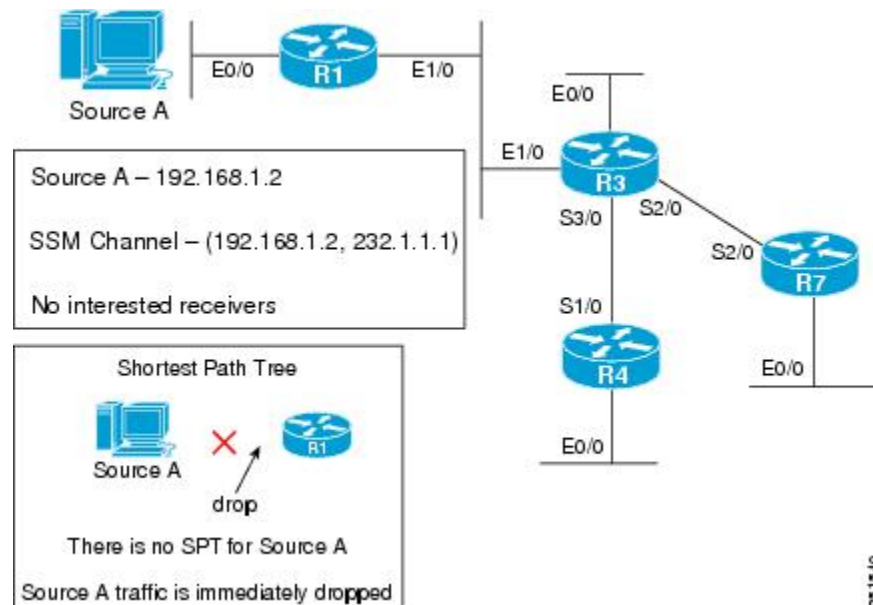 E0/0
R1
E1/0
Source A
E0/0
E1/0
R3
S3/0
S2/0
S2/0
R7
S1/0
R4
E0/0
E0/0
Source A – 192.168.1.2
SSM Channel – (192.168.1.2, 232.1.1.1)
No interested receivers
Shortest Path Tree
R1
Source A
drop
There is no SPT for Source A
Source A traffic is immediately dropped